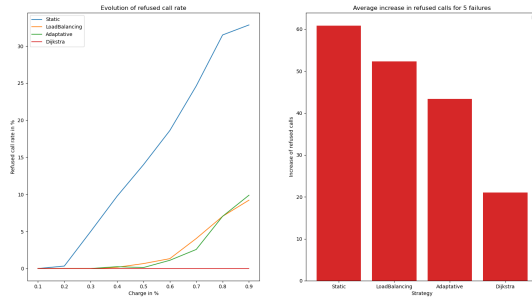 Evolution of refused call rate
Static
LoadBalancing
Adaptative
Dijkstra
Refused call rate in %
30
25
20
15
10
5
0
0.1 0.2 0.3 0.4 0.5 0.6 0.7 0.8 0.9
Charge in %
Average increase in refused calls for 5 failures
Increase of refused calls
60
50
40
30
20
10
0
Static LoadBalancing Adaptative Dijkstra
Strategy